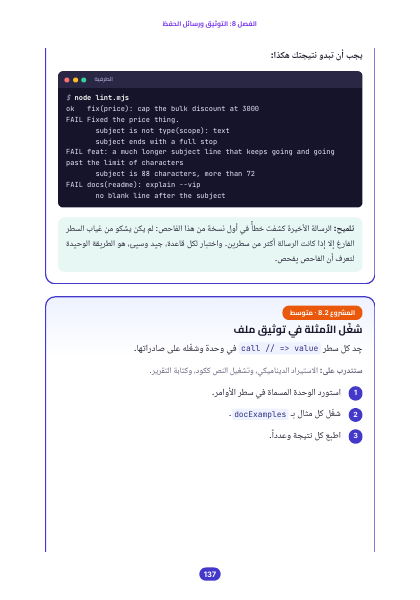 الفصل 8: التوثيق ورسائل الحفظ
يجب أن تبدو نتيجتك هكذا:
الطرفية
$ node lint.mjs
ok   fix(price): cap the bulk discount at 3000
FAIL Fixed the price thing.
       subject is not type(scope): text
       subject ends with a full stop
FAIL feat: a much longer subject line that keeps going and going
past the limit of characters
       subject is 88 characters, more than 72
FAIL docs(readme): explain --vip
       no blank line after the subject
تلميح: الرسالة الأخيرة كشفت خطأً في أول نسخة من هذا الفاحص: لم يكن يشكو من غياب السطر
الفارغ إلا إذا كانت الرسالة أكثر من سطرين. واختبار لكل قاعدة، جيد وسيئ، هو الطريقة الوحيدة
لتعرف أن الفاحص يفحص.
المشروع 8.2 · متوسط
شغّل الأمثلة في توثيق ملف
جِد كل سطر call // => value في وحدة وشغّله على صادراتها.
ستتدرب على: الاستيراد الديناميكي، وتشغيل النص ككود، وكتابة التقرير.
1 استورد الوحدة المسماة في سطر الأوامر.
2 شغّل كل مثال بـ docExamples.
3 اطبع كل نتيجة وعدداً.
137